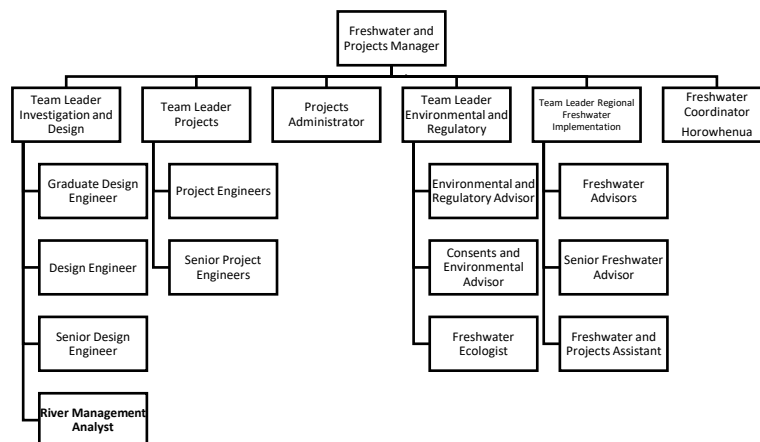 Freshwater and
Projects Manager
Team Leader
Investigation and
Design
Team Leader
Projects
Projects
Administrator
Team Leader
Environmental and
Regulatory
Team Leader Regional
Freshwater
Implementation
Freshwater
Coordinator
Horowhenua
Graduate Design
Engineer
Design Engineer
Senior Design
Engineer
River Management
Analyst
Project Engineers
Senior Project
Engineers
Environmental and
Regulatory Advisor
Consents and
Environmental
Advisor
Freshwater
Ecologist
Freshwater
Advisors
Senior Freshwater
Advisor
Freshwater and
Projects Assistant